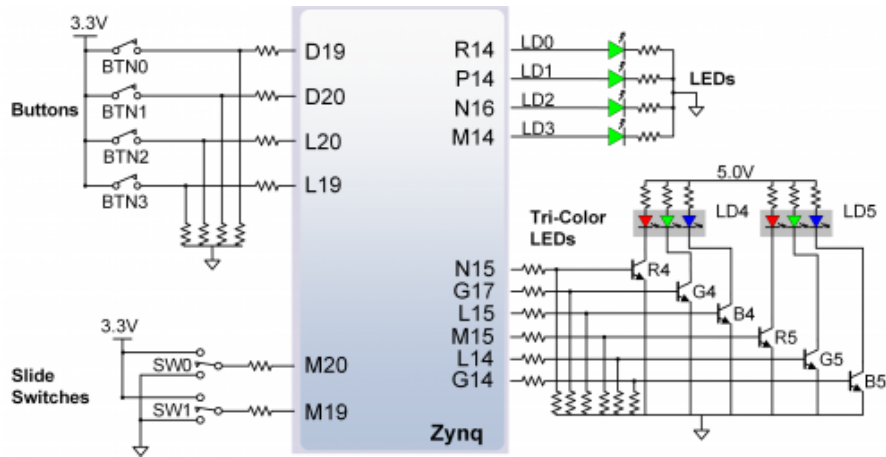 3.3V
BTN0
BTN1
BTN2
BTN3
Buttons
D19
D20
L20
L19
3.3V
SW0
SW1
Slide
Switches
M20
M19
Zynq
R14
P14
N16
M14
LD0
LD1
LD2
LD3
LEDs
5.0V
LD4
LD5
Tri-Color
LEDs
N15
G17
L15
M15
L14
G14
R4
G4
B4
R5
G5
B5